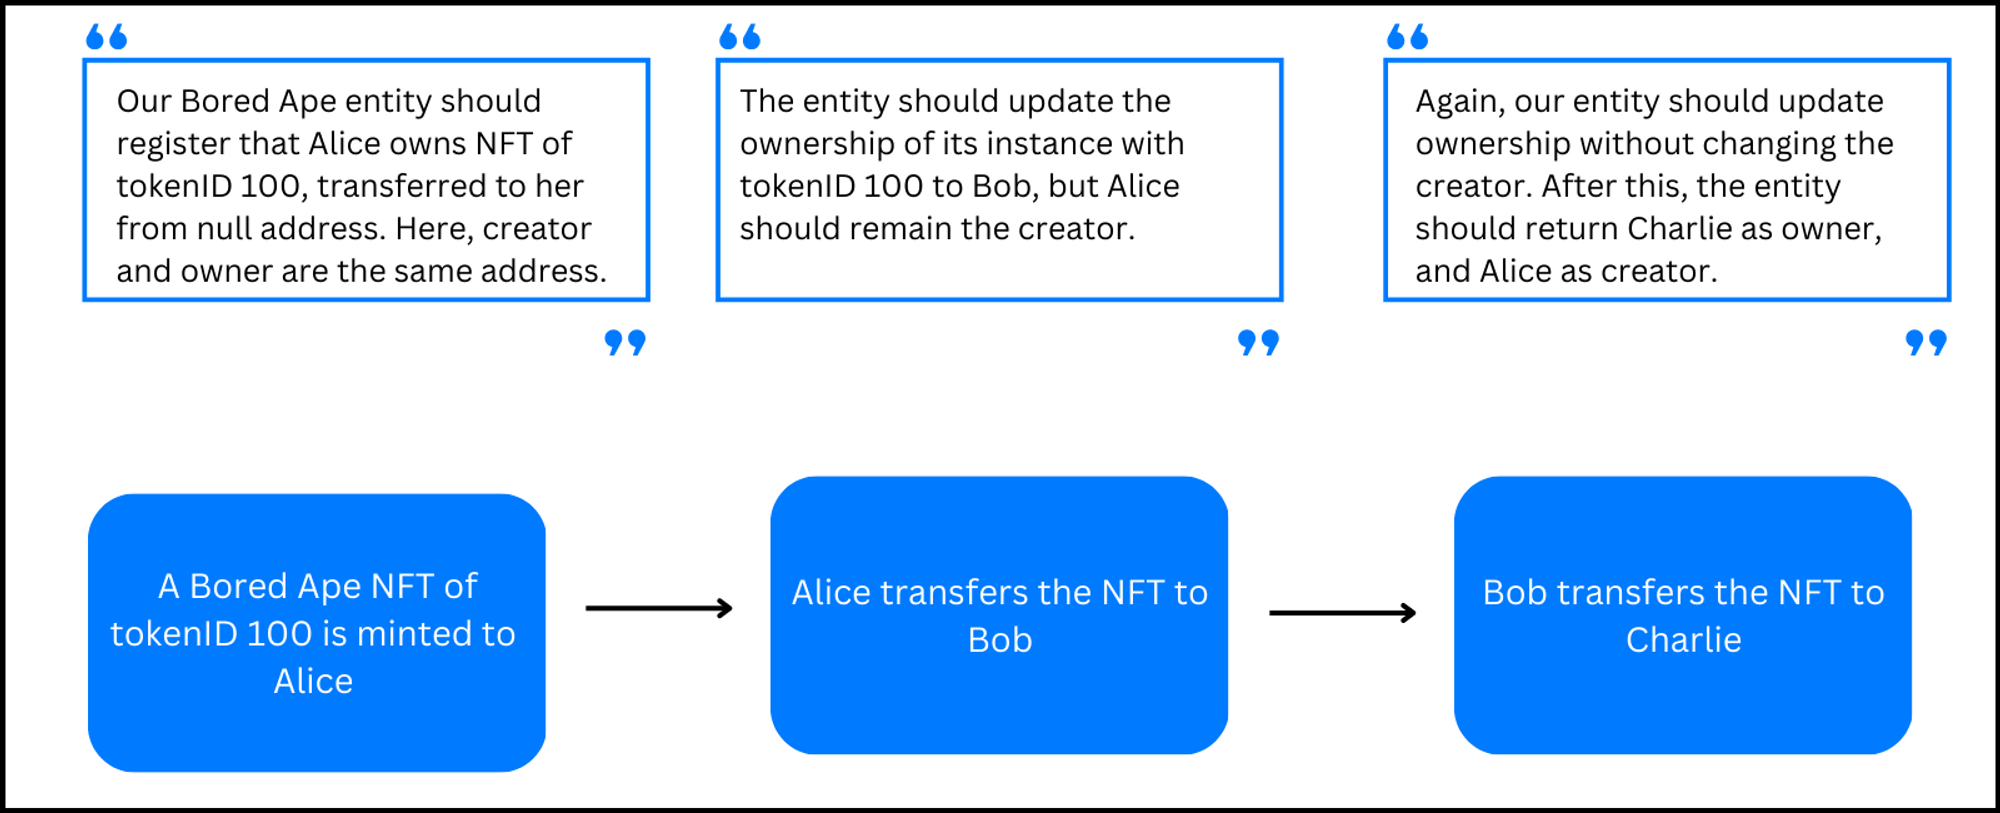 “
Our Bored Ape entity should
register that Alice owns NFT of
tokenID 100, transferred to her
from null address. Here, creator
and owner are the same address.
”
“
The entity should update the
ownership of its instance with
tokenID 100 to Bob, but Alice
should remain the creator.
”
“
Again, our entity should update
ownership without changing the
creator. After this, the entity
should return Charlie as owner,
and Alice as creator.
”
A Bored Ape NFT of
tokenID 100 is minted to
Alice
Alice transfers the NFT to
Bob
Bob transfers the NFT to
Charlie